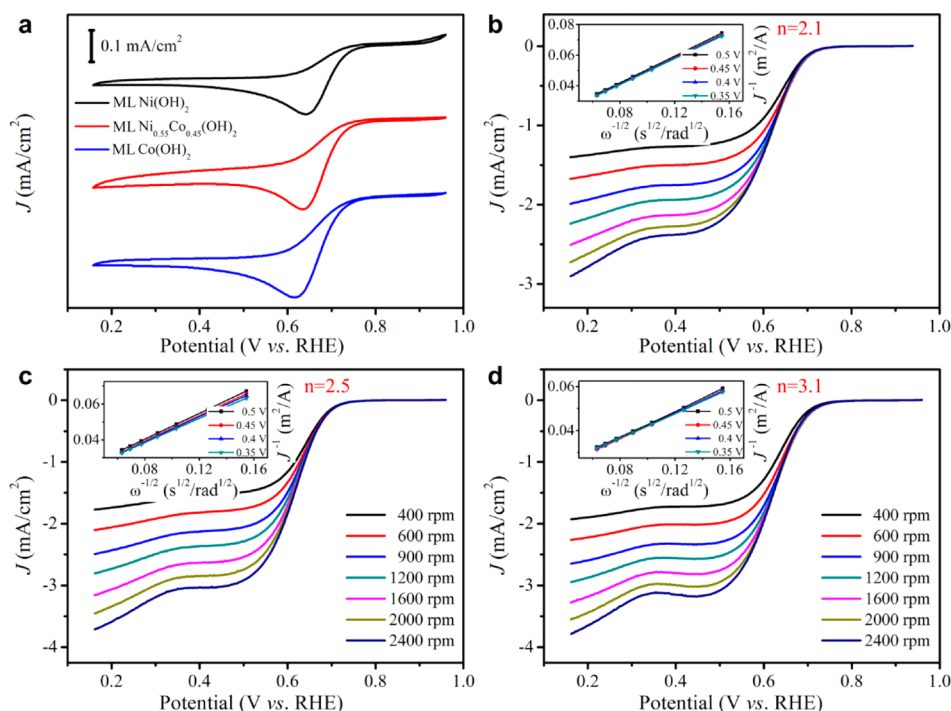 a
0.1 mA/cm²
J (mA/cm²)
ML Ni(OH)₂
ML Ni₀.₅₅Co₀.₄₅(OH)₂
ML Co(OH)₂
0.2 0.4 0.6 0.8 1.0
Potential (V vs. RHE)
b
n=2.1
J (mA/cm²)
0
-1
-2
-3
0.08
0.06
0.04
0.5 V
0.45 V
0.4 V
0.35 V
J⁻¹ (m²/A)
0.08 0.12 0.16
ω⁻¹/² (s¹/²/rad¹/²)
0.2 0.4 0.6 0.8 1.0
Potential (V vs. RHE)
c
n=2.5
J (mA/cm²)
0
-1
-2
-3
-4
0.06
0.04
0.5 V
0.45 V
0.4 V
0.35 V
J⁻¹ (m²/A)
0.08 0.12 0.16
ω⁻¹/² (s¹/²/rad¹/²)
400 rpm
600 rpm
900 rpm
1200 rpm
1600 rpm
2000 rpm
2400 rpm
0.2 0.4 0.6 0.8 1.0
Potential (V vs. RHE)
d
n=3.1
J (mA/cm²)
0
-1
-2
-3
-4
0.06
0.04
0.5 V
0.45 V
0.4 V
0.35 V
J⁻¹ (m²/A)
0.08 0.12 0.16
ω⁻¹/² (s¹/²/rad¹/²)
400 rpm
600 rpm
900 rpm
1200 rpm
1600 rpm
2000 rpm
2400 rpm
0.2 0.4 0.6 0.8 1.0
Potential (V vs. RHE)